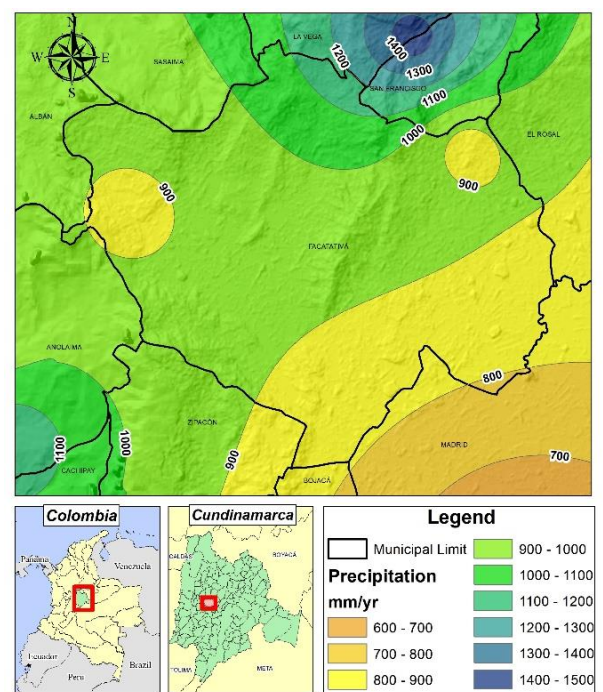 N
W E
S
LA VEGA
SASAIMA
1200
1400
1300
SAN FRANCISCO
1100
1000
ALBÁN
EL ROSAL
900
900
FACATATIVÁ
ANOLAIMA
800
ZIPACÓN
MADRID
1100
1000
900
700
CACHIPAY
BOJACÁ
Colombia
Panama
Venezuela
Ecuador
Peru
Brazil
Cundinamarca
CALDAS
BOYACÁ
TOLIMA
META
Legend
Municipal Limit
Precipitation
mm/yr
600 - 700
700 - 800
800 - 900
900 - 1000
1000 - 1100
1100 - 1200
1200 - 1300
1300 - 1400
1400 - 1500